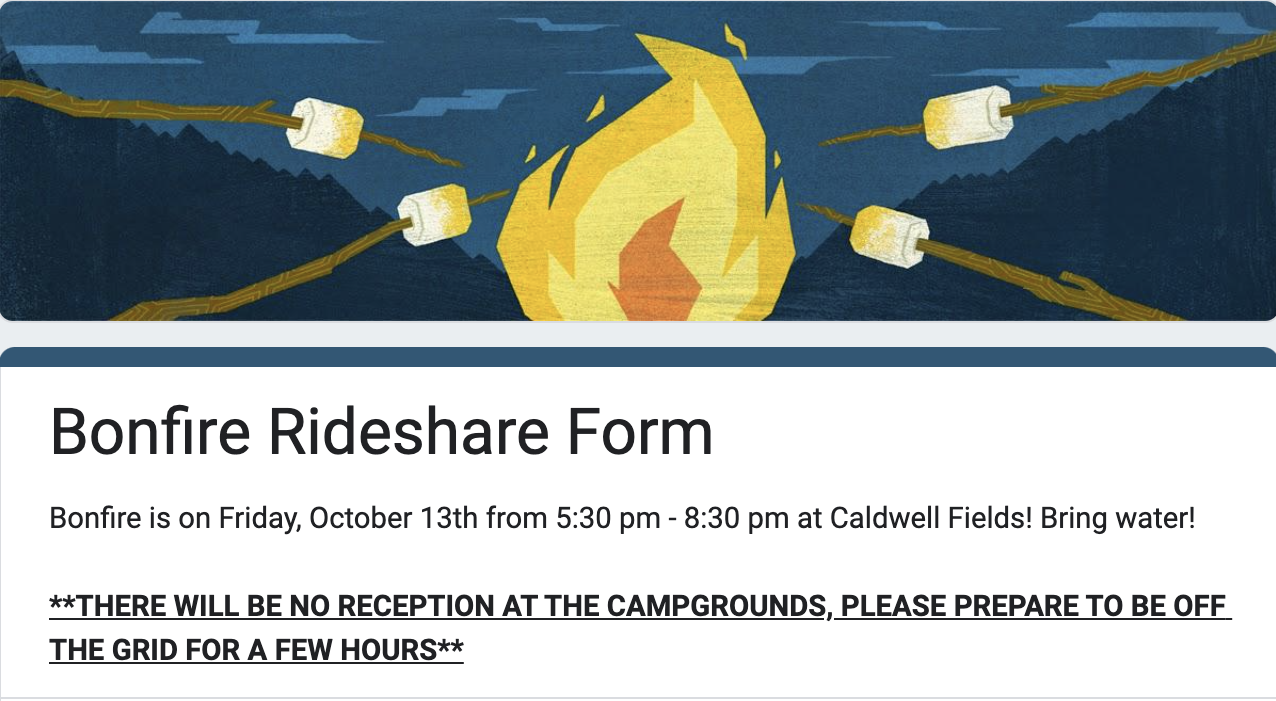 Bonfire Rideshare Form
Bonfire is on Friday, October 13th from 5:30 pm - 8:30 pm at Caldwell Fields! Bring water!
**THERE WILL BE NO RECEPTION AT THE CAMPGROUNDS, PLEASE PREPARE TO BE OFF
THE GRID FOR A FEW HOURS**